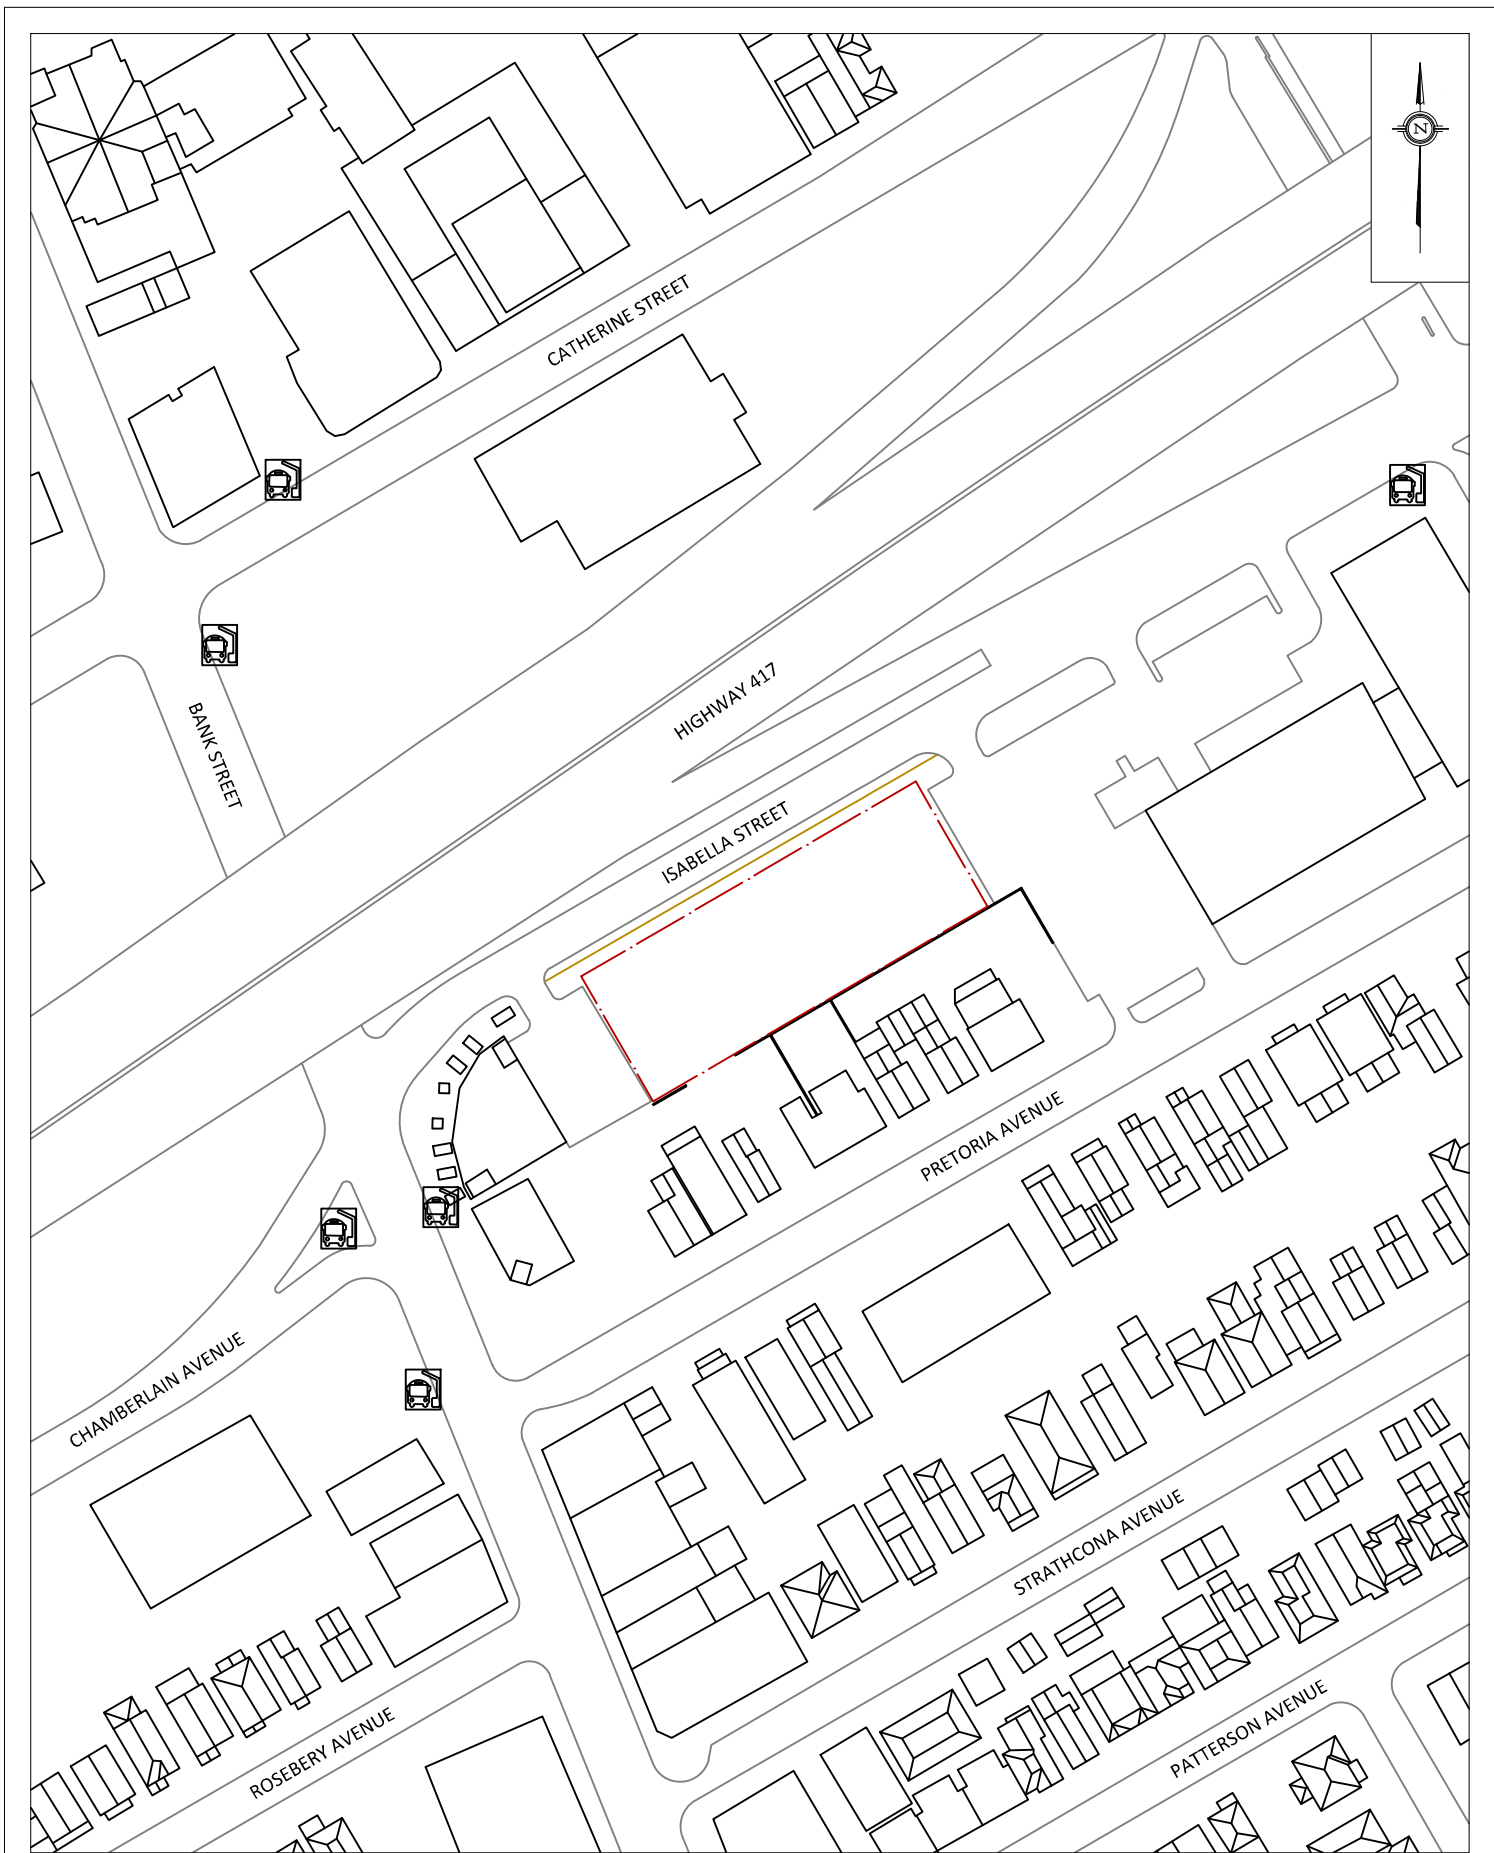 N
CATHERINE STREET
HIGHWAY 417
BANK STREET
ISABELLA STREET
PRETORIA AVENUE
CHAMBERLAIN AVENUE
STRATHCONA AVENUE
ROSEBERY AVENUE
PATTERSON AVENUE